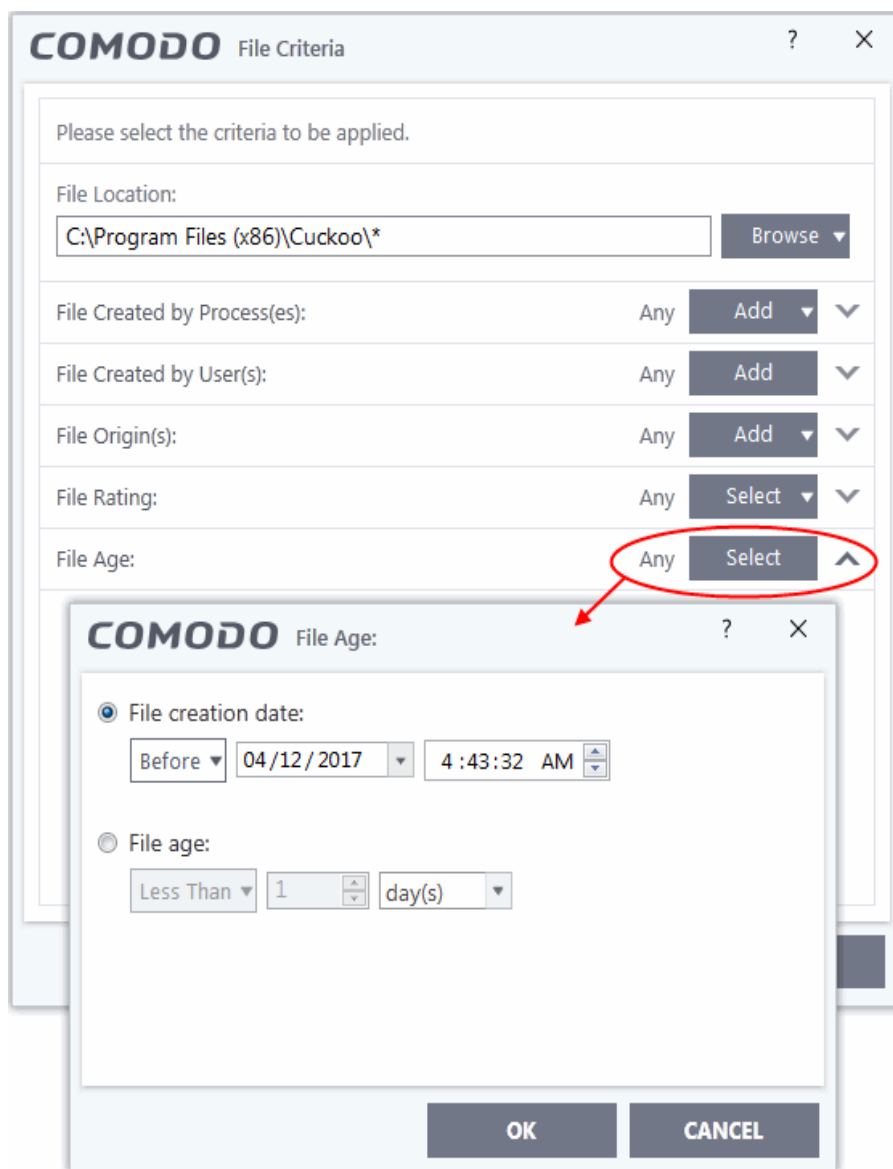 COMODO File Criteria ?
Please select the criteria to be applied.
File Location:
C:\Program Files (x86)\Cuckoo\* Browse
File Created by Process(es): Any Add
File Created by User(s): Any Add
File Origin(s): Any Add
File Rating: Any Select
File Age: Any Select
COMODO File Age: ?
File creation date:
Before 04/12/2017 4:43:32 AM
File age:
Less Than 1 day(s)
OK CANCEL